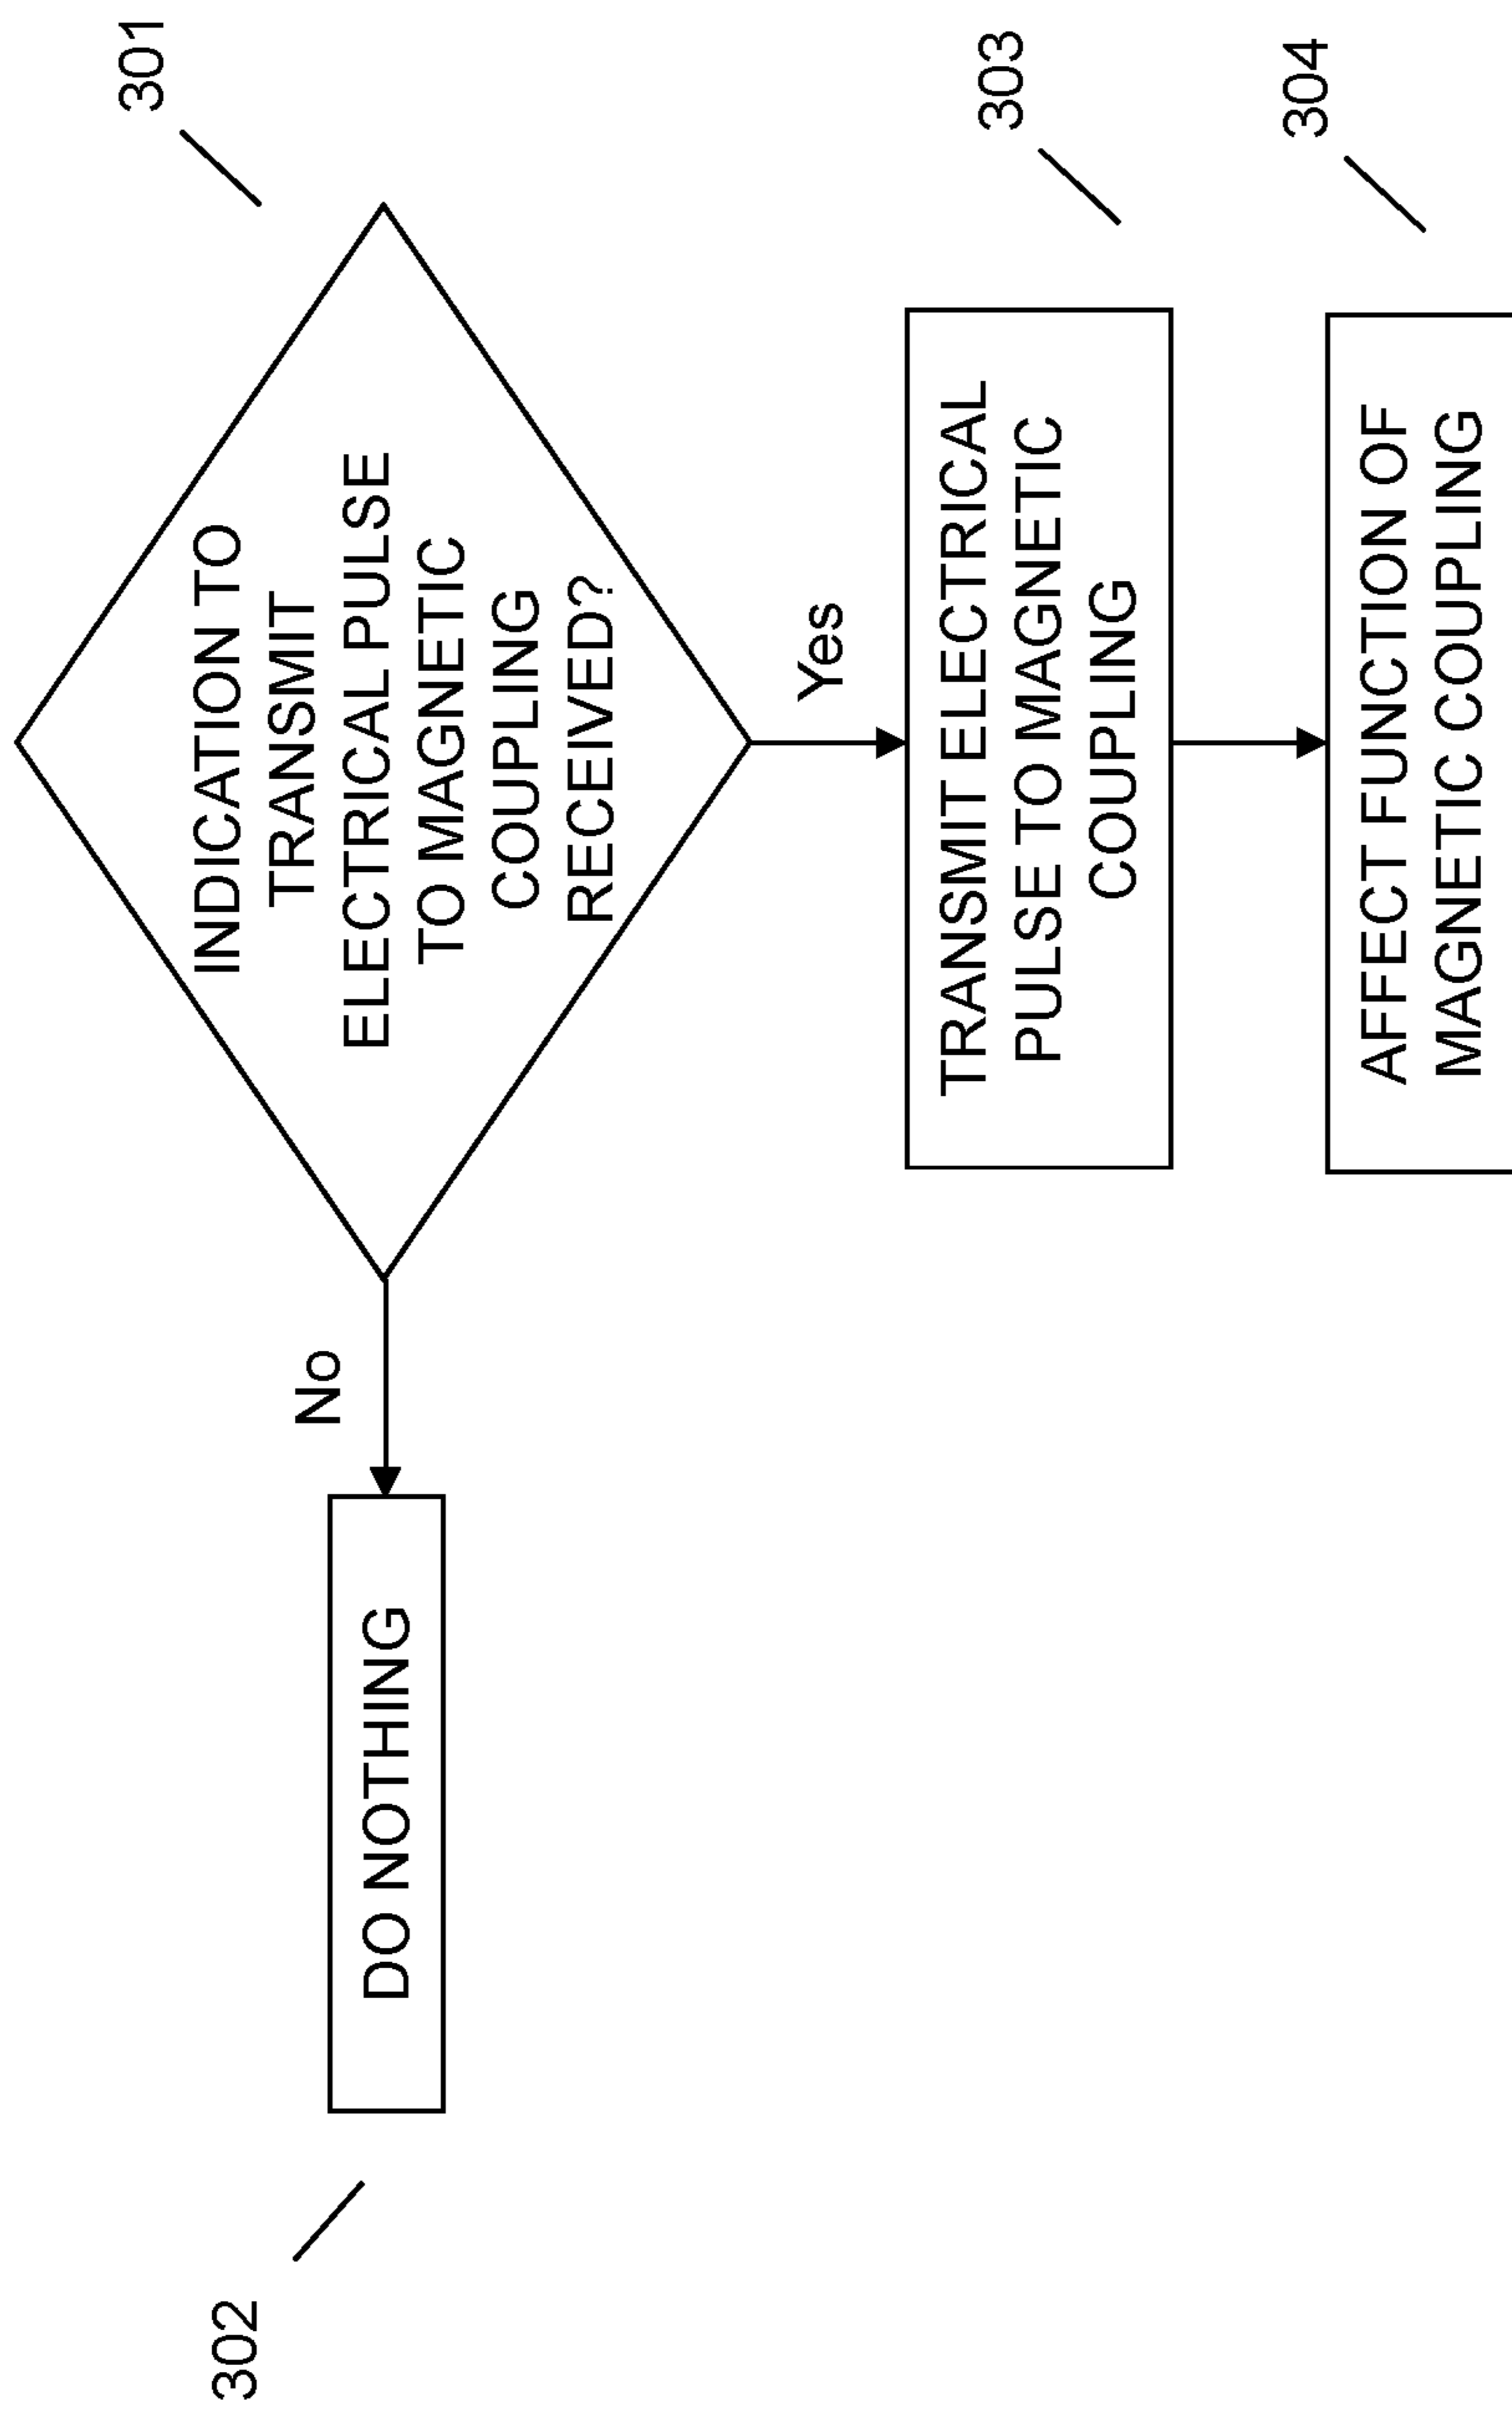 301
INDICATION TO
TRANSMIT
ELECTRICAL PULSE
TO MAGNETIC
COUPLING
RECEIVED?
No
DO NOTHING
302
Yes
303
TRANSMIT ELECTRICAL
PULSE TO MAGNETIC
COUPLING
304
AFFECT FUNCTION OF
MAGNETIC COUPLING